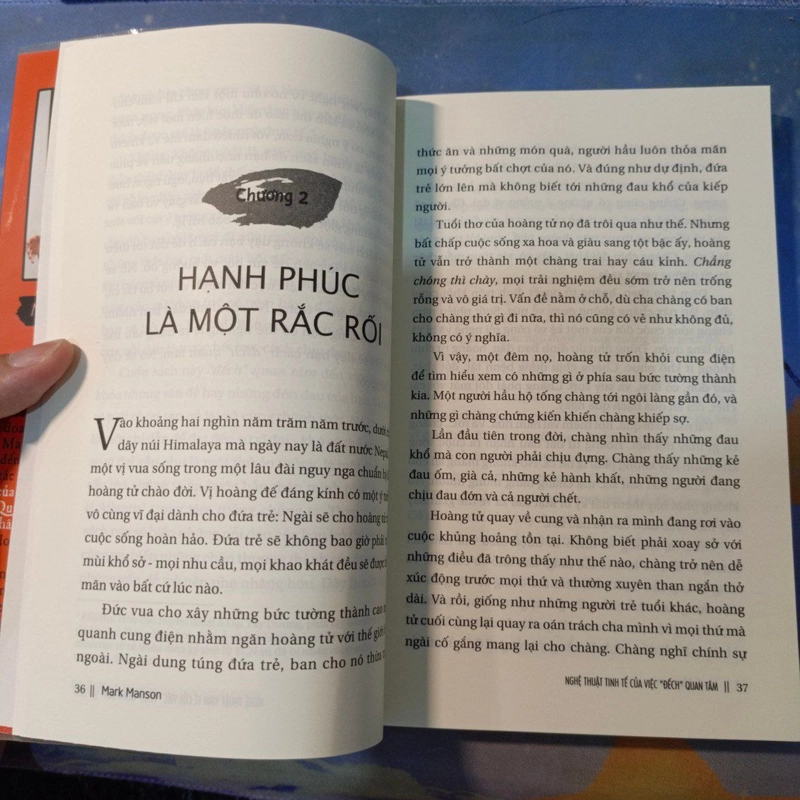 Chương 2
HẠNH PHÚC
LÀ MỘT RẮC RỐI
Vào khoảng hai nghìn năm trăm năm trước, dưới
dãy núi Himalaya mà ngày nay là đất nước
một vị vua sống trong một lâu đài nguy nga chuẩn bị
hoàng tử chào đời. Vị hoàng đế đáng kính có một ý
vô cùng vĩ đại dành cho đứa trẻ: Ngài sẽ cho hoàng
cuộc sống hoàn hảo. Đứa trẻ sẽ không bao giờ phải
mùi khổ sở - mọi nhu cầu, mọi khao khát đều sẽ được
mãn vào bất cứ lúc nào.
Đức vua cho xây những bức tường thành cao
quanh cung điện nhằm ngăn hoàng tử với thế giới
ngoài. Ngài dung túng đứa trẻ, ban cho nó
36 || Mark Manson
thức ăn và những món quà, người hầu luôn thỏa mãn
mọi ý tưởng bất chợt của nó. Và đúng như dự định, đứa
trẻ lớn lên mà không biết tới những đau khổ của kiếp
người.
Tuổi thơ của hoàng tử nọ đã trôi qua như thế. Nhưng
bất chấp cuộc sống xa hoa và giàu sang tột bậc ấy, hoàng
tử vẫn trở thành một chàng trai hay cáu kỉnh. Chẳng
chóng thì chày, mọi trải nghiệm đều sớm trở nên trống
rỗng và vô giá trị. Vấn đề nằm ở chỗ, dù cha chàng có ban
cho chàng thứ gì đi nữa, thì nó cũng có vẻ như không đủ,
không có ý nghĩa.
Vì vậy, một đêm nọ, hoàng tử trốn khỏi cung điện
để tìm hiểu xem có những gì ở phía sau bức tường thành
kia. Một người hầu hộ tống chàng tới ngôi làng gần đó, và
những gì chàng chứng kiến khiến chàng khiếp sợ.
Lần đầu tiên trong đời, chàng nhìn thấy những đau
khổ mà con người phải chịu đựng. Chàng thấy những kẻ
đau ốm, già cả, những kẻ hành khất, những người đang
chịu đau đớn và cả người chết.
Hoàng tử quay về cung và nhận ra mình đang rơi vào
cuộc khủng hoảng tồn tại. Không biết phải xoay sở với
những điều đã trông thấy như thế nào, chàng trở nên dễ
xúc động trước mọi thứ và thường xuyên than ngắn thở
dài. Và rồi, giống như những người trẻ tuổi khác, hoàng
tử cuối cùng lại quay ra oán trách cha mình vì mọi thứ mà
ngài cố gắng mang lại cho chàng. Chàng nghĩ chính sự
NGHỆ THUẬT TINH TẾ CỦA VIỆC "ĐẾCH" QUAN TÂM || 37